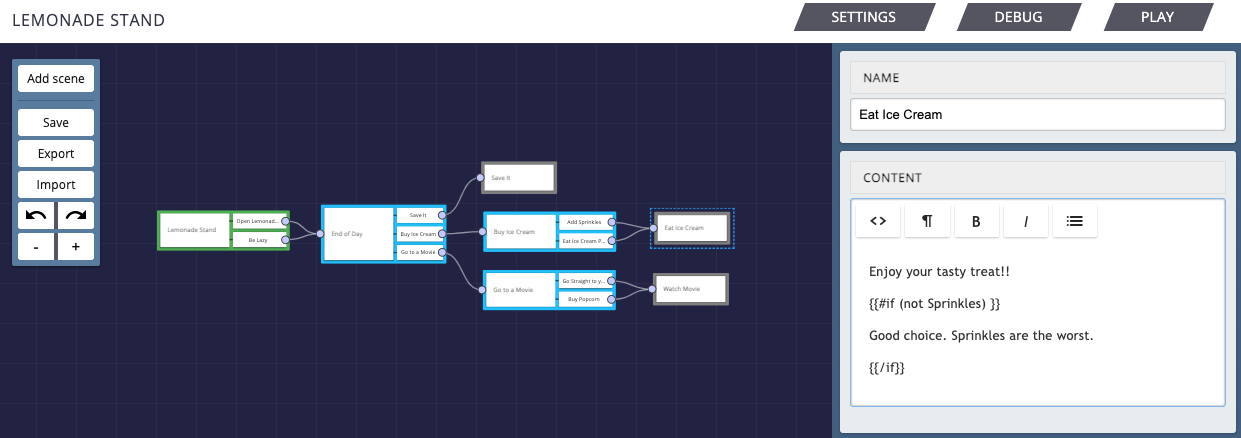 LEMONADE STAND
SETTINGS
DEBUG
PLAY
Add scene
Save
Export
Import
-
+
Lemonade Stand
Open Lemonad...
Be Lazy
End of Day
Save It
Buy Ice Cream
Go to a Movie
Save It
Buy Ice Cream
Add Sprinkles
Eat Ice Cream P...
Eat Ice Cream
Go to a Movie
Go Straight to y...
Buy Popcorn
Watch Movie
NAME
Eat Ice Cream
CONTENT
<> ¶ B I
Enjoy your tasty treat!!
{{#if (not Sprinkles) }}
Good choice. Sprinkles are the worst.
{{/if}}